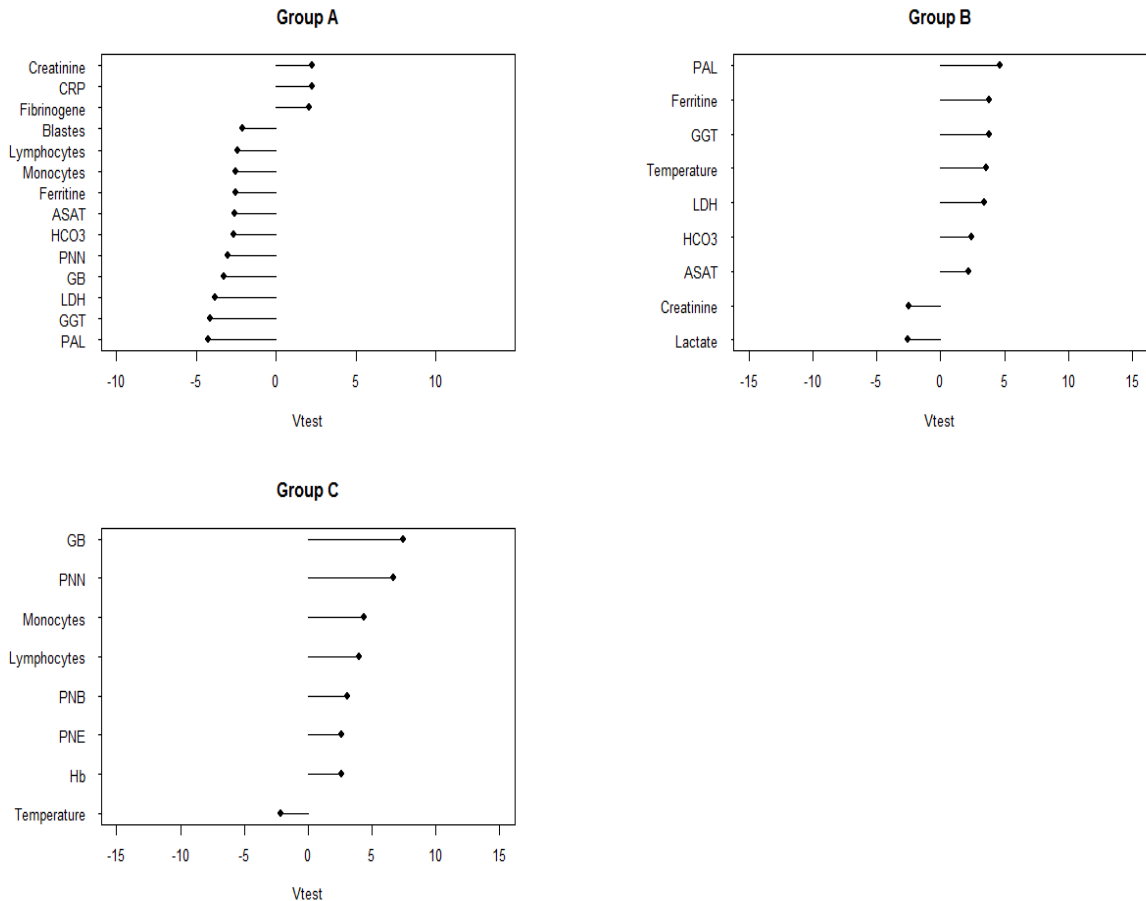 Group A
Creatinine
CRP
Fibrinogene
Blastes
Lymphocytes
Monocytes
Ferritine
ASAT
HCO3
PNN
GB
LDH
GGT
PAL
-10 -5 0 5 10
Vtest
Group B
PAL
Ferritine
GGT
Temperature
LDH
HCO3
ASAT
Creatinine
Lactate
-15 -10 -5 0 5 10 15
Vtest
Group C
GB
PNN
Monocytes
Lymphocytes
PNB
PNE
Hb
Temperature
-15 -10 -5 0 5 10 15
Vtest